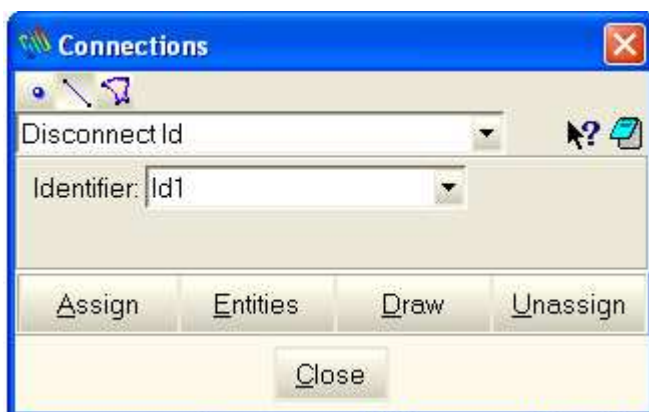 Connections
Disconnect Id
Identifier: Id1
Assign Entities Draw Unassign
Close